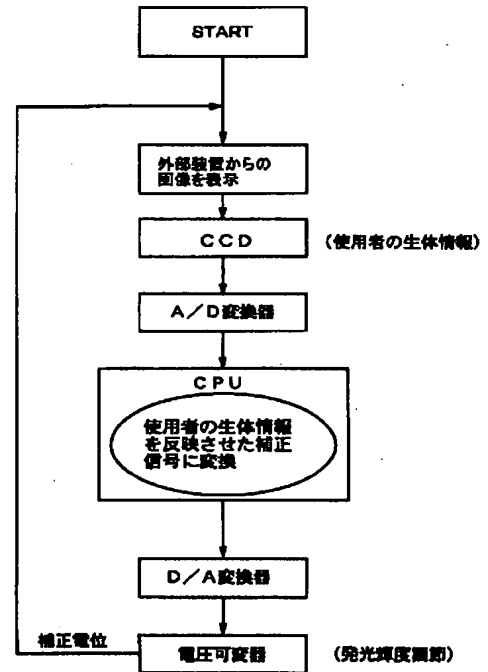 START
外部装置からの
画像を表示
CCD
(使用者の生体情報)
A/D変換器
CPU
使用者の生体情報
を反映させた補正
信号に変換
D/A変換器
補正電位
電圧可変器
(発光輝度調節)